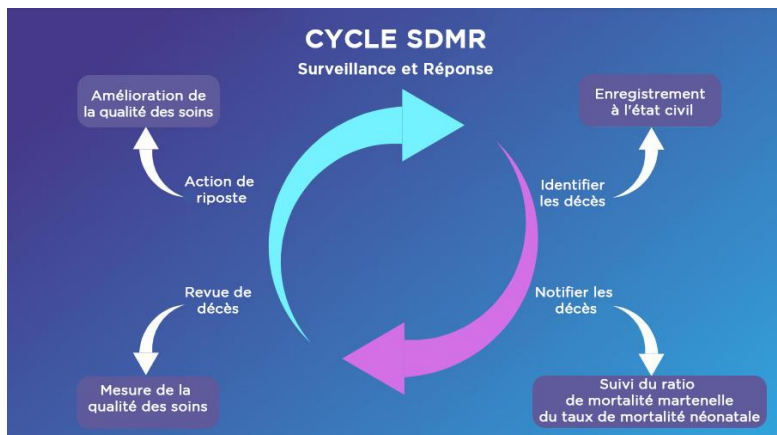 CYCLE SDMR
Surveillance et Réponse
Amélioration de
la qualité des soins
Enregistrement
à l'état civil
Action de
riposte
Identifier
les décès
Revue de
décès
Notifier les
décès
Mesure de la
qualité des soins
Suivi du ratio
de mortalité martenelle
du taux de mortalité néonatale